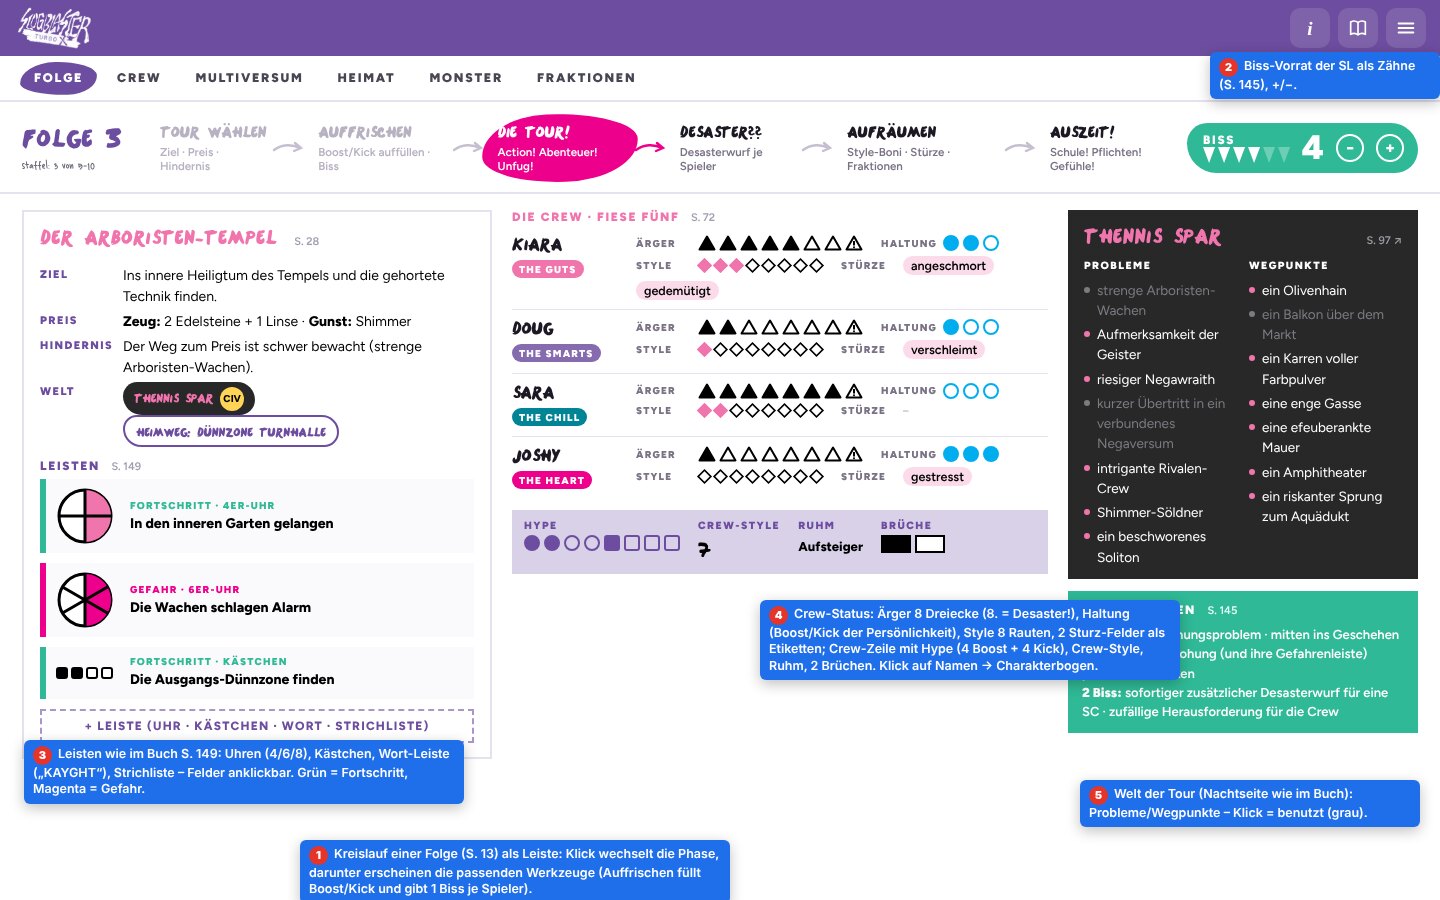 SLUGBLASTER
TURBO X
i
FOLGE CREW MULTIVERSUM HEIMAT MONSTER FRAKTIONEN
2 Biss-Vorrat der SL als Zähne
(S. 145), +/−.
FOLGE 3
staffel: 3 von 8-10
TOUR WÄHLEN
Ziel · Preis ·
Hindernis
AUFFRISCHEN
Boost/Kick auffüllen ·
Biss
DIE TOUR!
Action! Abenteuer!
Unfug!
DESASTER??
Desasterwurf je
Spieler
AUFRÄUMEN
Style-Boni · Stürze ·
Fraktionen
AUSZEIT!
Schule! Pflichten!
Gefühle!
BISS
4 − +
DER ARBORISTEN-TEMPEL S. 28
ZIEL Ins innere Heiligtum des Tempels und die gehortete
Technik finden.
PREIS Zeug: 2 Edelsteine + 1 Linse · Gunst: Shimmer
HINDERNIS Der Weg zum Preis ist schwer bewacht (strenge
Arboristen-Wachen).
WELT THENNIS SPAR CIV
HEIMWEG: DÜNNZONE TURNHALLE
LEISTEN S. 149
FORTSCHRITT · 4ER-UHR
In den inneren Garten gelangen
GEFAHR · 6ER-UHR
Die Wachen schlagen Alarm
FORTSCHRITT · KÄSTCHEN
Die Ausgangs-Dünnzone finden
+ LEISTE (UHR · KÄSTCHEN · WORT · STRICHLISTE)
3 Leisten wie im Buch S. 149: Uhren (4/6/8), Kästchen, Wort-Leiste
(„KAYGHT“), Strichliste – Felder anklickbar. Grün = Fortschritt,
Magenta = Gefahr.
DIE CREW · FIESE FÜNF S. 72
KIARA ÄRGER HALTUNG
THE GUTS STYLE STÜRZE angeschmort
gedemütigt
DOUG ÄRGER HALTUNG
THE SMARTS STYLE STÜRZE verschleimt
SARA ÄRGER HALTUNG
THE CHILL STYLE STÜRZE –
JOSHY ÄRGER HALTUNG
THE HEART STYLE STÜRZE gestresst
HYPE CREW-STYLE RUHM BRÜCHE
7 Aufsteiger
4 Crew-Status: Ärger 8 Dreiecke (8. = Desaster!), Haltung
(Boost/Kick der Persönlichkeit), Style 8 Rauten, 2 Sturz-Felder als
Etiketten; Crew-Zeile mit Hype (4 Boost + 4 Kick), Crew-Style,
Ruhm, 2 Brüchen. Klick auf Namen → Charakterbogen.
THENNIS SPAR S. 97 ↗
PROBLEME
strenge Arboristen-
Wachen
Aufmerksamkeit der
Geister
riesiger Negawraith
kurzer Übertritt in ein
verbundenes
Negaversum
intrigante Rivalen-
Crew
Shimmer-Söldner
ein beschworenes
Soliton
WEGPUNKTE
ein Olivenhain
ein Balkon über dem
Markt
ein Karren voller
Farbpulver
eine enge Gasse
eine efeuberankte
Mauer
ein Amphitheater
ein riskanter Sprung
zum Aquädukt
EN S. 145
nungsproblem · mitten ins Geschehen
ohung (und ihre Gefahrenleiste)
en
2 Biss: sofortiger zusätzlicher Desasterwurf für eine
SC · zufällige Herausforderung für die Crew
5 Welt der Tour (Nachtseite wie im Buch):
Probleme/Wegpunkte – Klick = benutzt (grau).
1 Kreislauf einer Folge (S. 13) als Leiste: Klick wechselt die Phase,
darunter erscheinen die passenden Werkzeuge (Auffrischen füllt
Boost/Kick und gibt 1 Biss je Spieler).